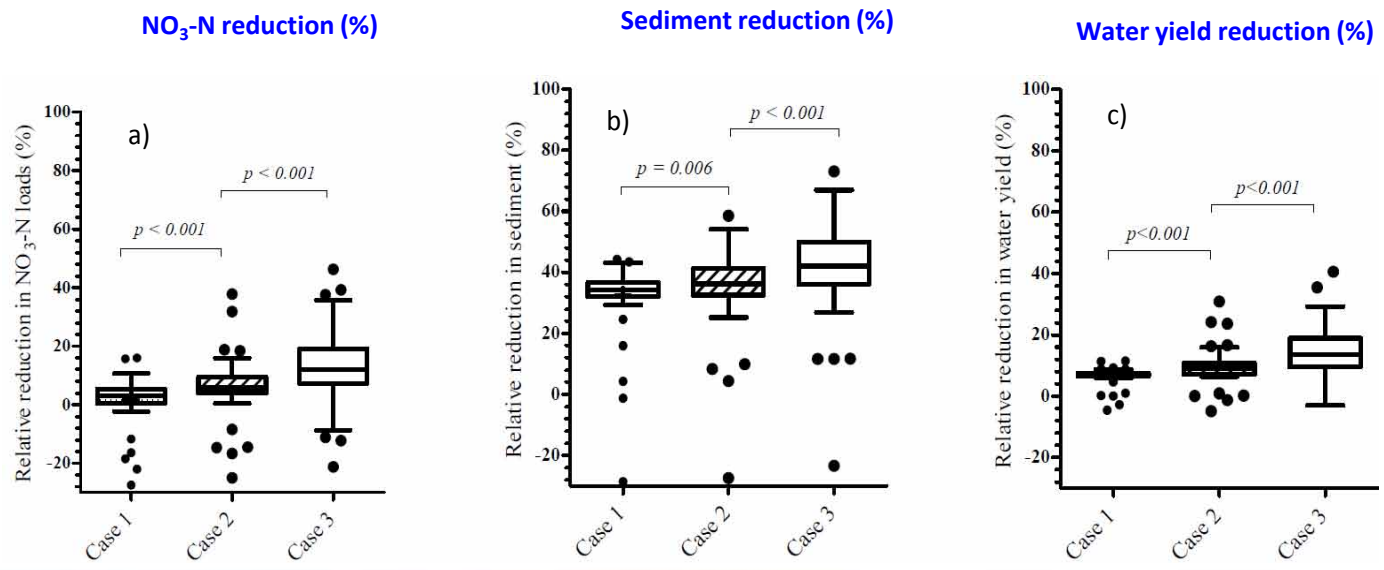 NO₃-N reduction (%)
Sediment reduction (%)
Water yield reduction (%)
a)
Relative reduction in NO₃-N loads (%)
100
80
60
40
20
0
-20
p < 0.001
p < 0.001
Case 1
Case 2
Case 3
b)
Relative reduction in sediment (%)
100
80
60
40
20
0
-20
p = 0.006
p < 0.001
Case 1
Case 2
Case 3
c)
Relative reduction in water yield (%)
100
80
60
40
20
0
-20
p<0.001
p<0.001
Case 1
Case 2
Case 3